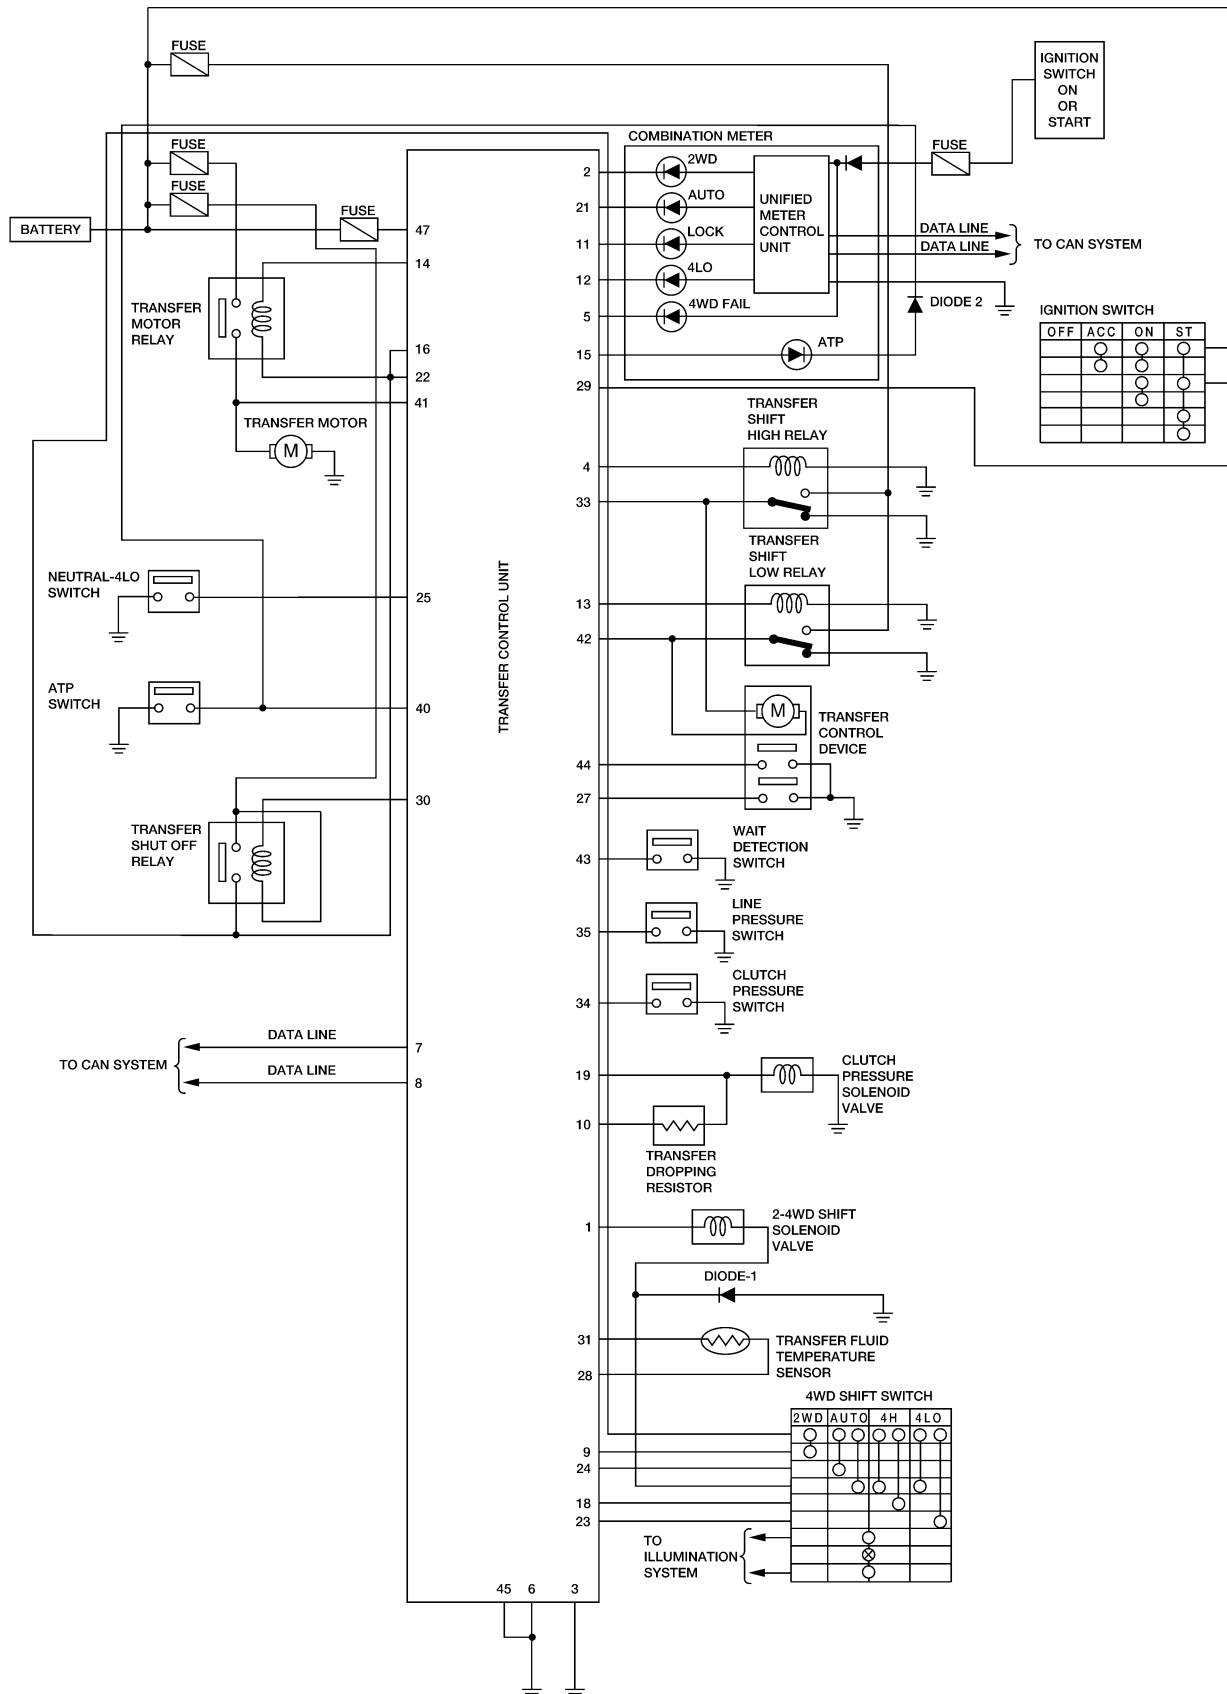 FUSE
IGNITION
SWITCH
ON
OR
START
COMBINATION METER
FUSE
FUSE
2WD
2
UNIFIED
METER
CONTROL
UNIT
FUSE
AUTO
21
FUSE
BATTERY
47
LOCK
11
DATA LINE
DATA LINE
TO CAN SYSTEM
14
4LO
12
TRANSFER
MOTOR
RELAY
4WD FAIL
5
DIODE 2
IGNITION SWITCH
OFF ACC ON ST
16
15
ATP
22
29
41
TRANSFER MOTOR
M
TRANSFER
SHIFT
HIGH RELAY
4
33
TRANSFER
SHIFT
LOW RELAY
NEUTRAL-4LO
SWITCH
25
TRANSFER CONTROL UNIT
13
42
ATP
SWITCH
40
M
TRANSFER
CONTROL
DEVICE
44
27
30
TRANSFER
SHUT OFF
RELAY
WAIT
DETECTION
SWITCH
43
LINE
PRESSURE
SWITCH
35
CLUTCH
PRESSURE
SWITCH
34
TO CAN SYSTEM
DATA LINE
7
DATA LINE
8
19
CLUTCH
PRESSURE
SOLENOID
VALVE
10
TRANSFER
DROPPING
RESISTOR
1
2-4WD SHIFT
SOLENOID
VALVE
DIODE-1
31
TRANSFER FLUID
TEMPERATURE
SENSOR
28
4WD SHIFT SWITCH
2WD AUTO 4H 4LO
9
24
18
23
TO
ILLUMINATION
SYSTEM
45 6 3